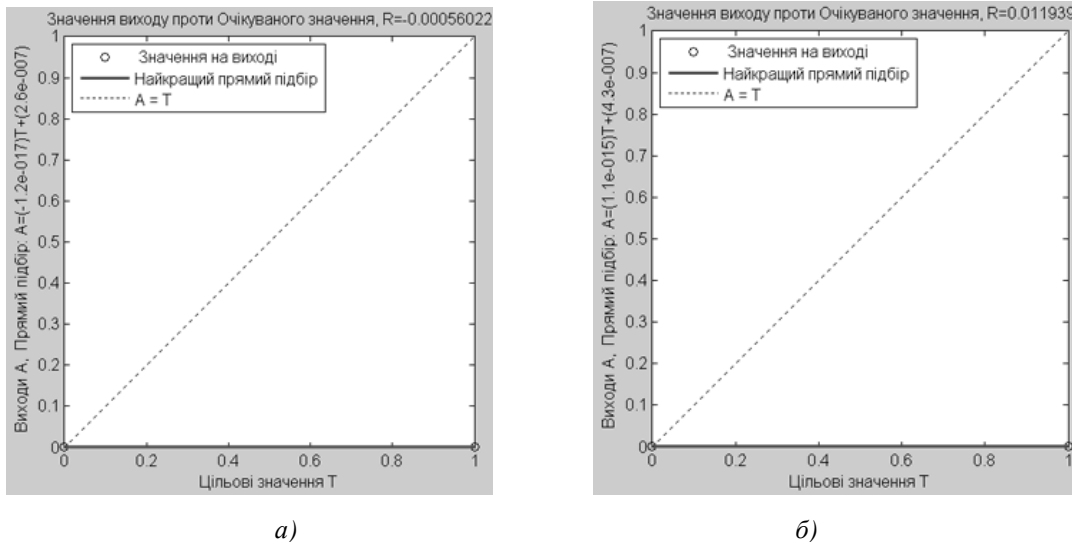 Значення виходу проти Очікуваного значення, R=-0.00056022
Значення на виході
Найкращий прямий підбір
A = T
Виходи A, Прямий підбір: A=(-1.2e-017)T+(2.6e-007)
1
0.9
0.8
0.7
0.6
0.5
0.4
0.3
0.2
0.1
0
0 0.2 0.4 0.6 0.8 1
Цільові значення T
а)
Значення виходу проти Очікуваного значення, R=0.011939
Значення на виході
Найкращий прямий підбір
A = T
Виходи A, Прямий підбір: A=(1.1e-015)T+(4.3e-007)
1
0.9
0.8
0.7
0.6
0.5
0.4
0.3
0.2
0.1
0
0 0.2 0.4 0.6 0.8 1
Цільові значення T
б)